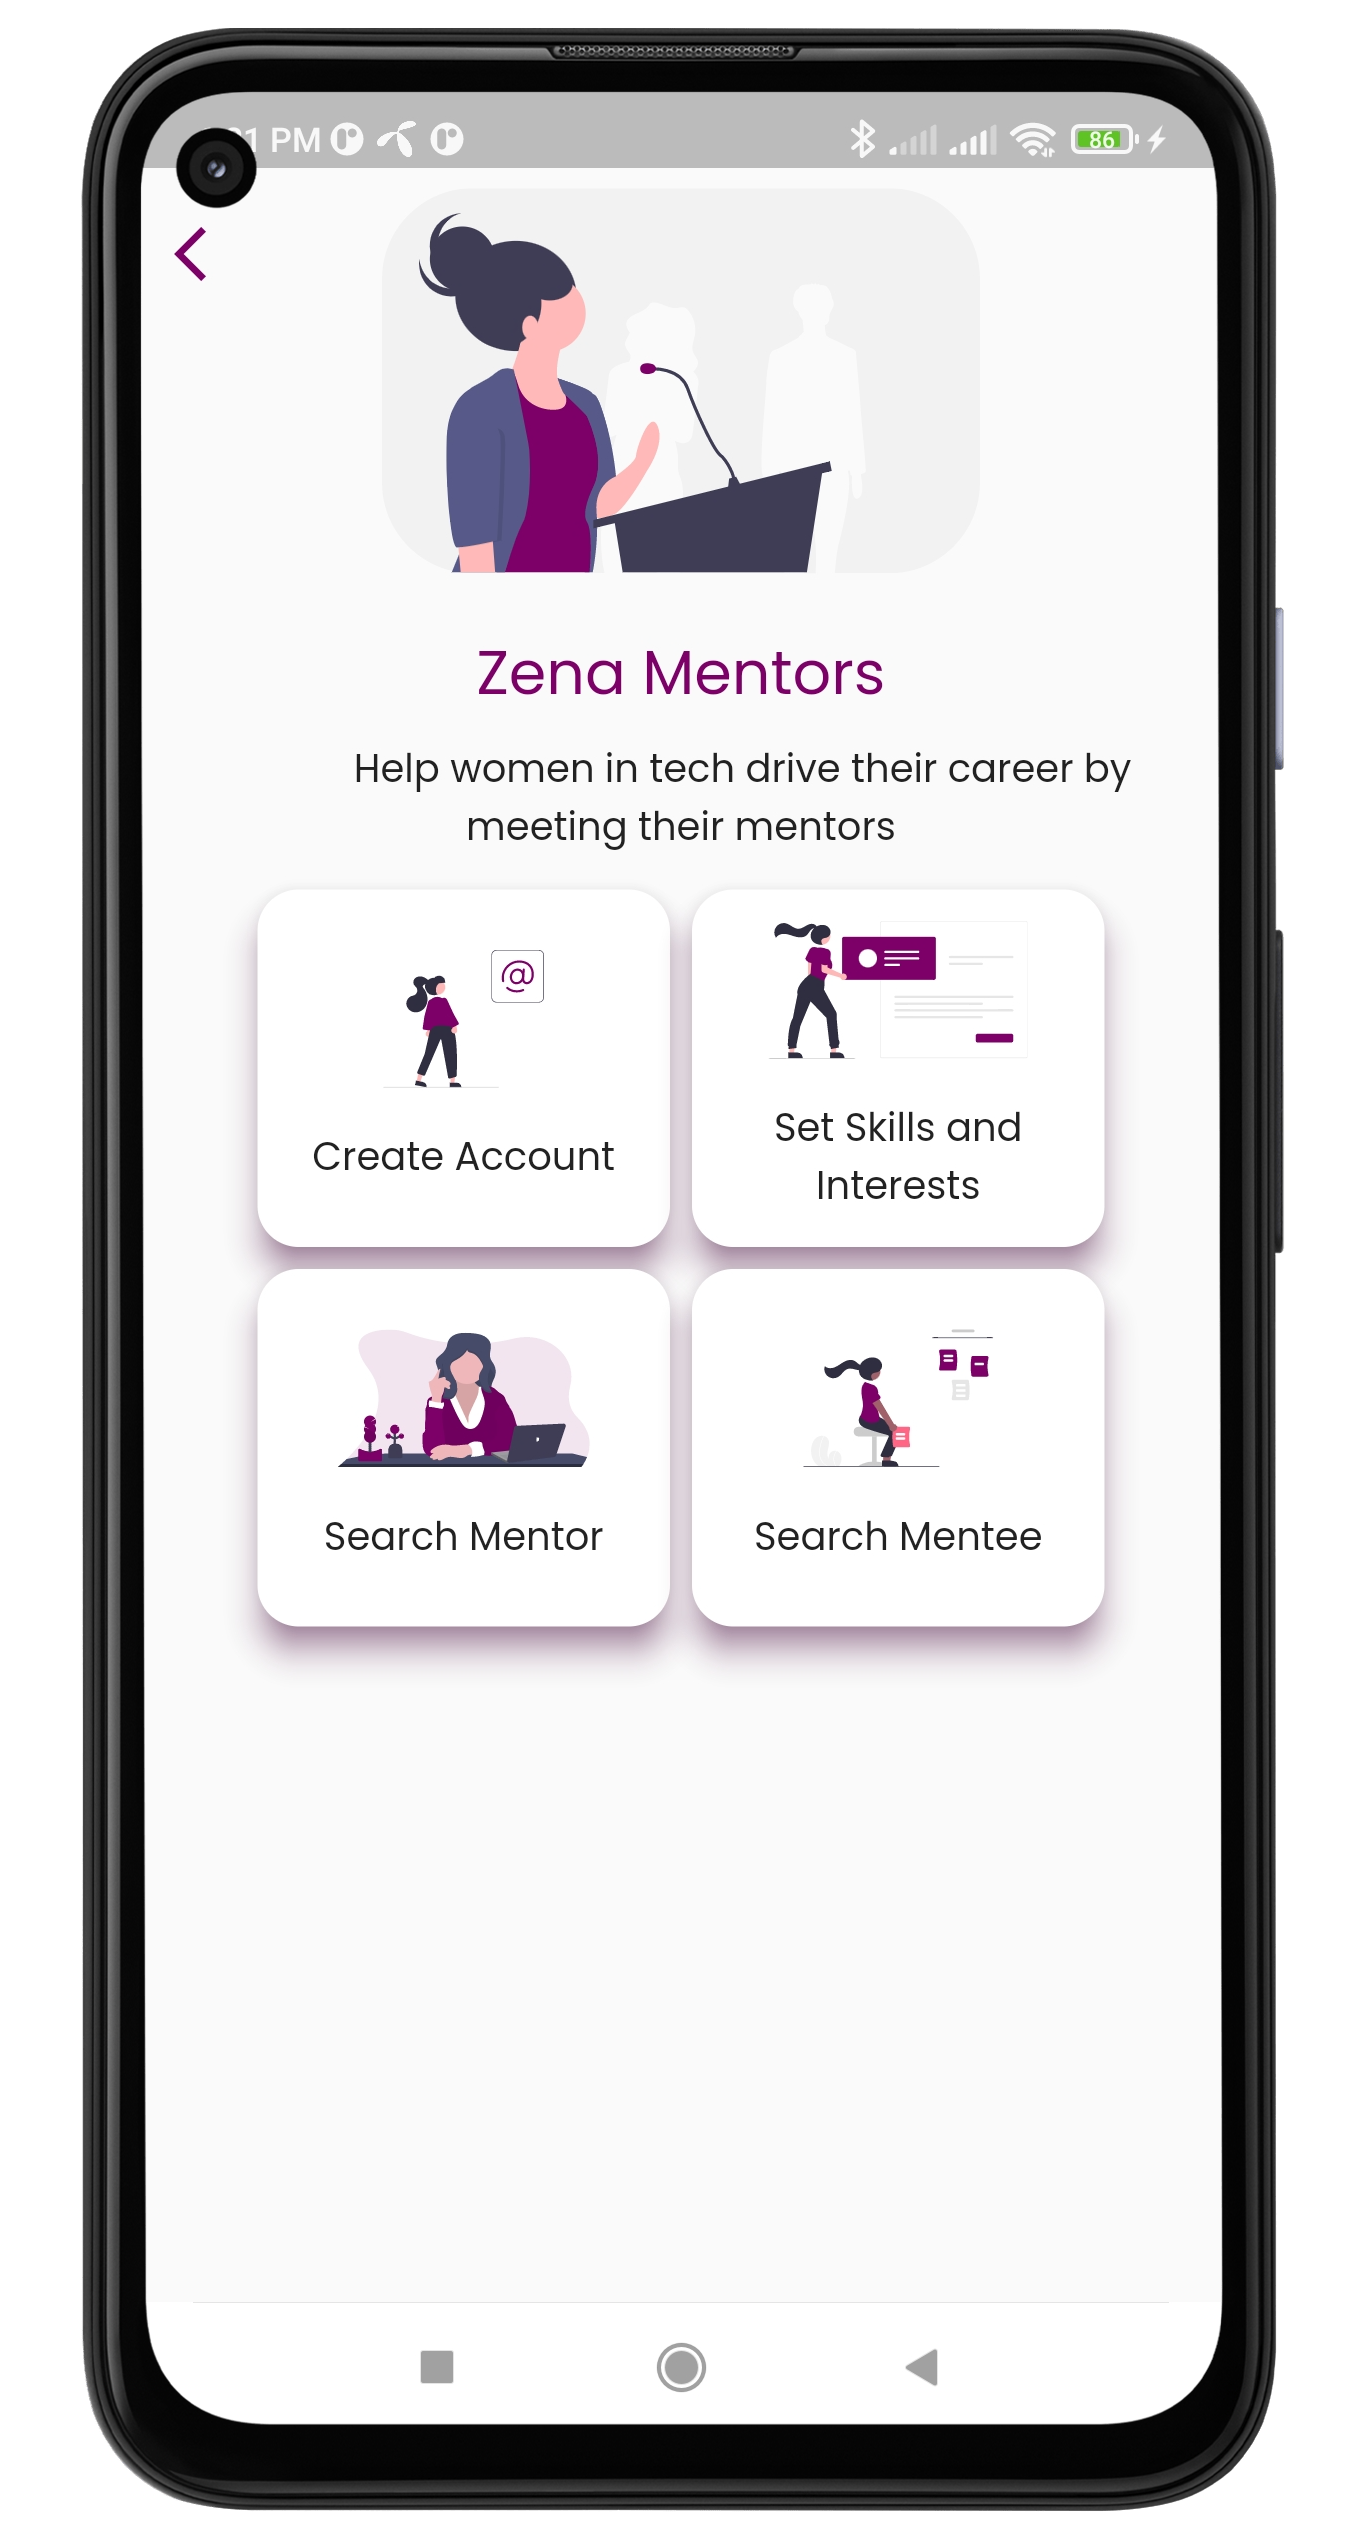 PM
86
Zena Mentors
Help women in tech drive their career by
meeting their mentors
@
Create Account
Set Skills and
Interests
Search Mentor
Search Mentee